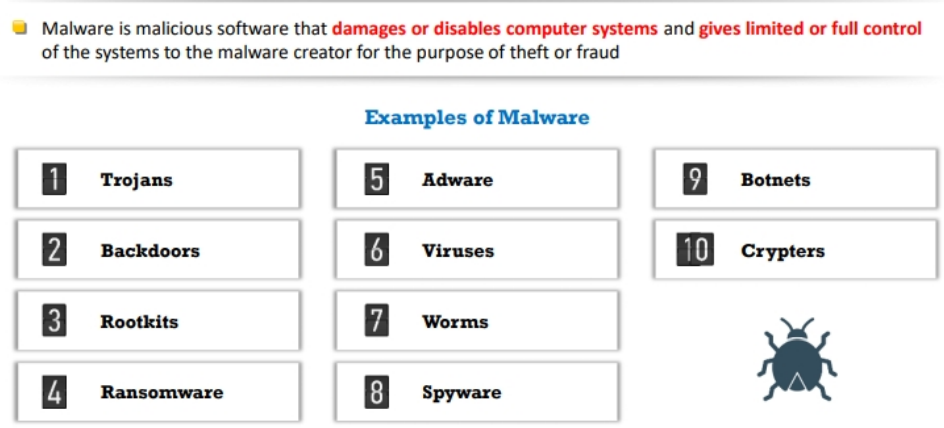 Malware is malicious software that damages or disables computer systems and gives limited or full control
of the systems to the malware creator for the purpose of theft or fraud
Examples of Malware
1 Trojans
2 Backdoors
3 Rootkits
4 Ransomware
5 Adware
6 Viruses
7 Worms
8 Spyware
9 Botnets
10 Crypters